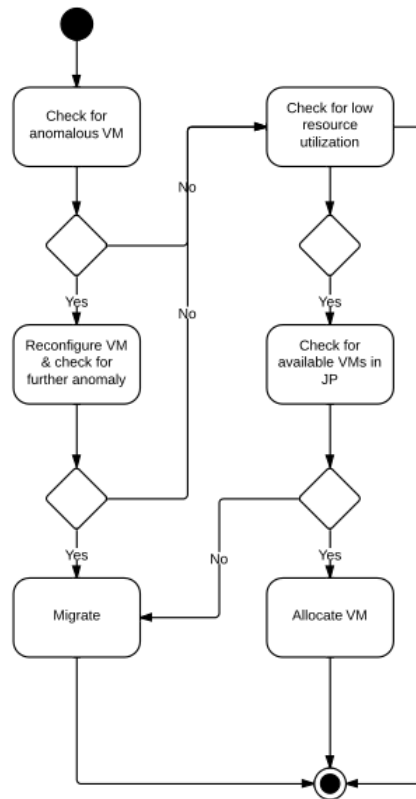 Check for
anomalous VM
Check for low
resource
utilization
No
Yes
Yes
No
Reconfigure VM
& check for
further anomaly
Check for
available VMs in
JP
Yes
No
Yes
Migrate
Allocate VM